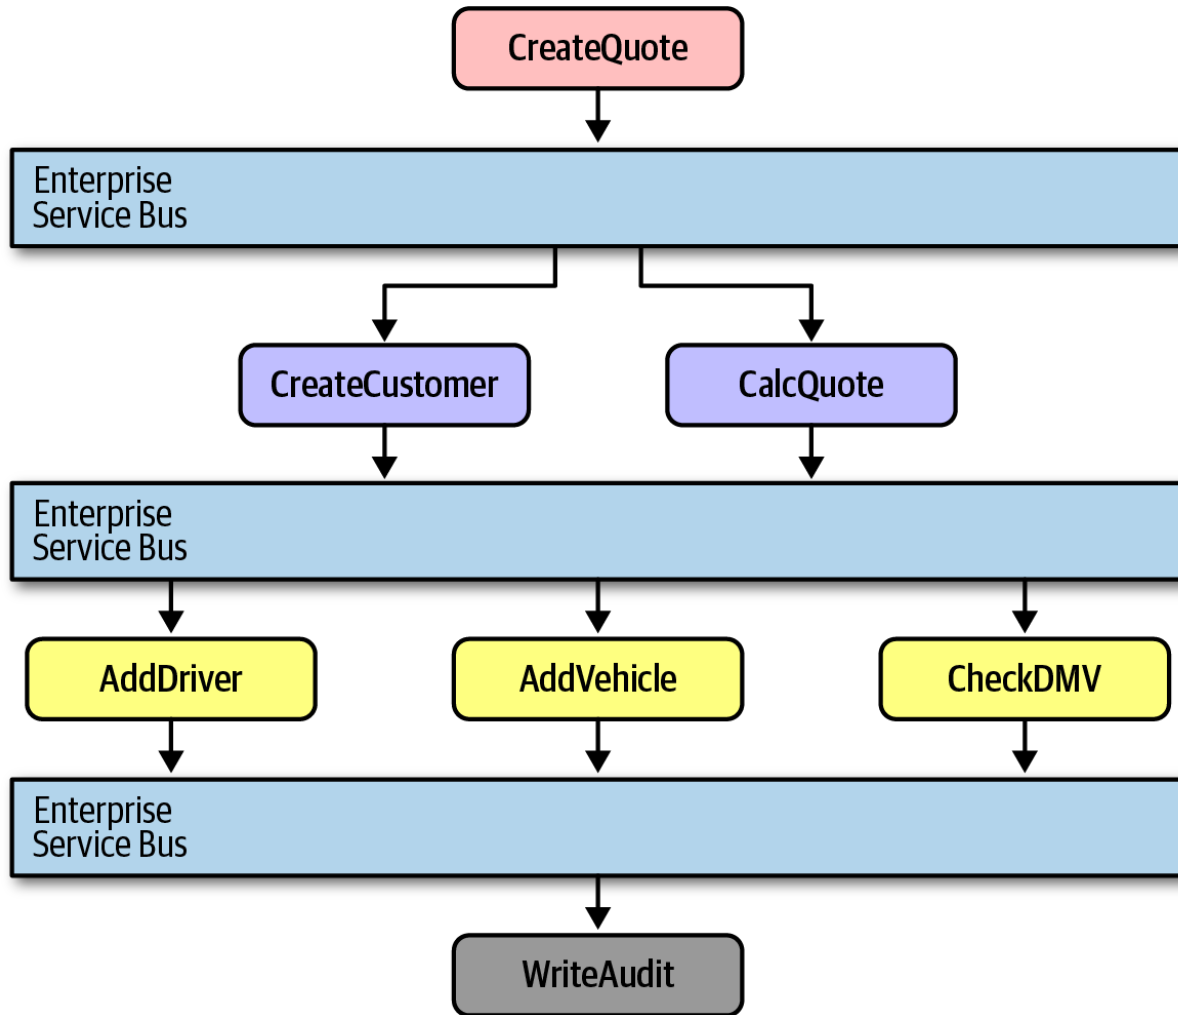 CreateQuote
Enterprise
Service Bus
CreateCustomer
CalcQuote
Enterprise
Service Bus
AddDriver
AddVehicle
CheckDMV
Enterprise
Service Bus
WriteAudit